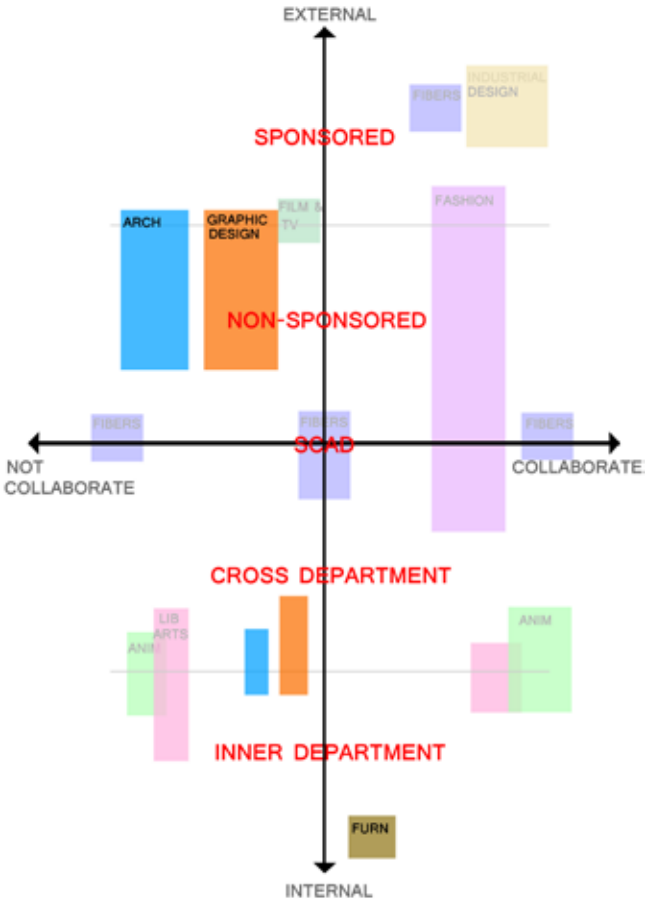 EXTERNAL
INDUSTRIAL
DESIGN
FIBERS
SPONSORED
FASHION
FILM &
TV
ARCH
GRAPHIC
DESIGN
NON-SPONSORED
FIBERS
FIBERS
FIBERS
SCAD
NOT
COLLABORATE
COLLABORATE
CROSS DEPARTMENT
LIB
ARTS
ANIM
ANIM
INNER DEPARTMENT
FURN
INTERNAL